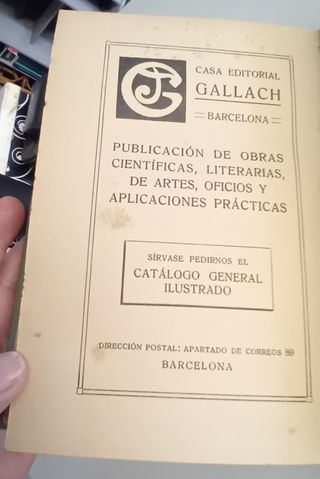 CASA EDITORIAL
GALLACH
BARCELONA
PUBLICACIÓN DE OBRAS
CIENTÍFICAS, LITERARIAS,
DE ARTES, OFICIOS Y
APLICACIONES PRÁCTICAS
SÍRVASE PEDIRNOS EL
CATÁLOGO GENERAL
ILUSTRADO
DIRECCIÓN POSTAL: APARTADO DE CORREOS 89
BARCELONA